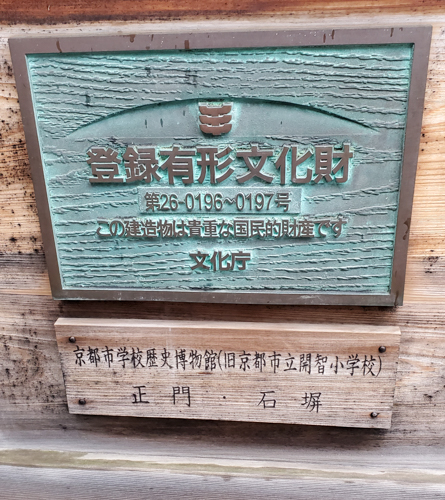 登録有形文化財
第26-0196~0197号
この建造物は貴重な国民的財産です
文化庁
京都市学校歴史博物館(旧京都市立開智小学校)
正門・石塀